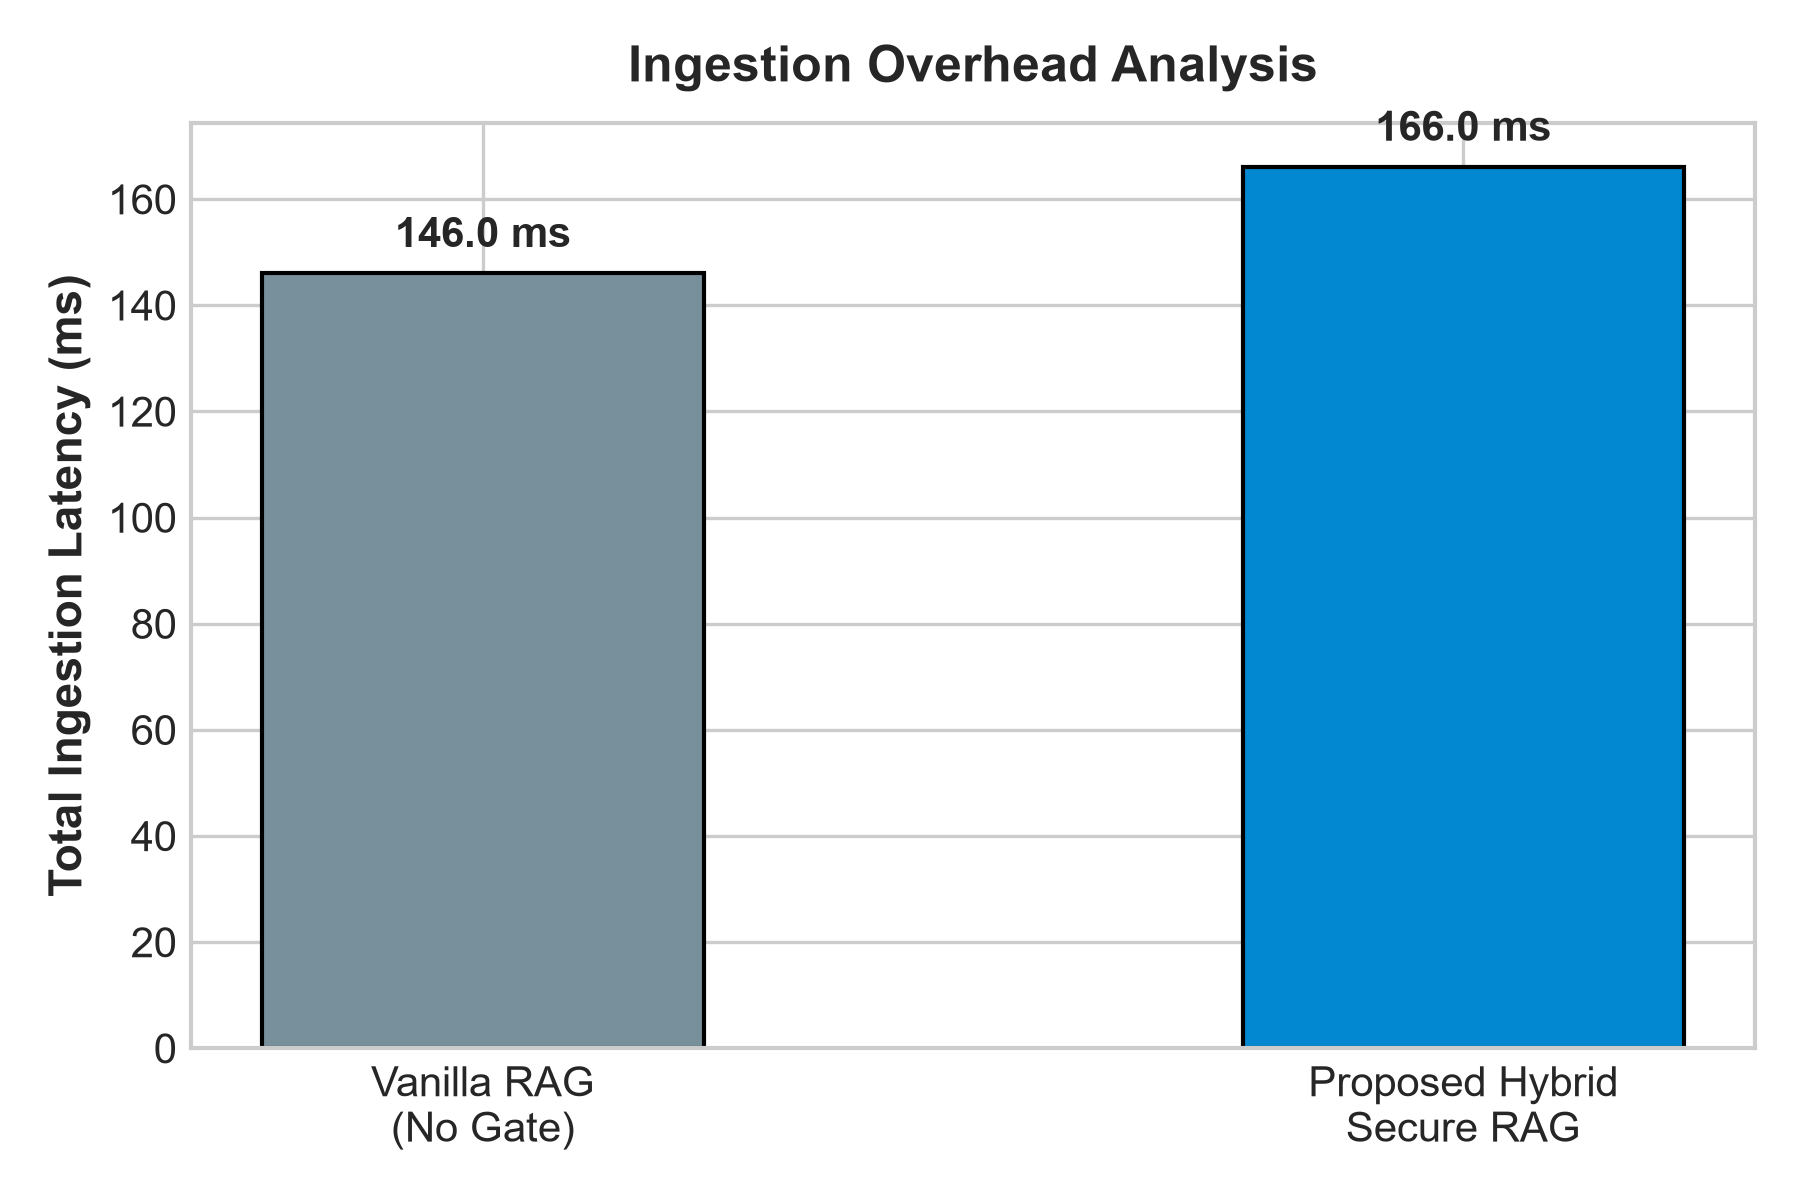 Ingestion Overhead Analysis
166.0 ms
146.0 ms
Total Ingestion Latency (ms)
160
140
120
100
80
60
40
20
0
Vanilla RAG
(No Gate)
Proposed Hybrid
Secure RAG